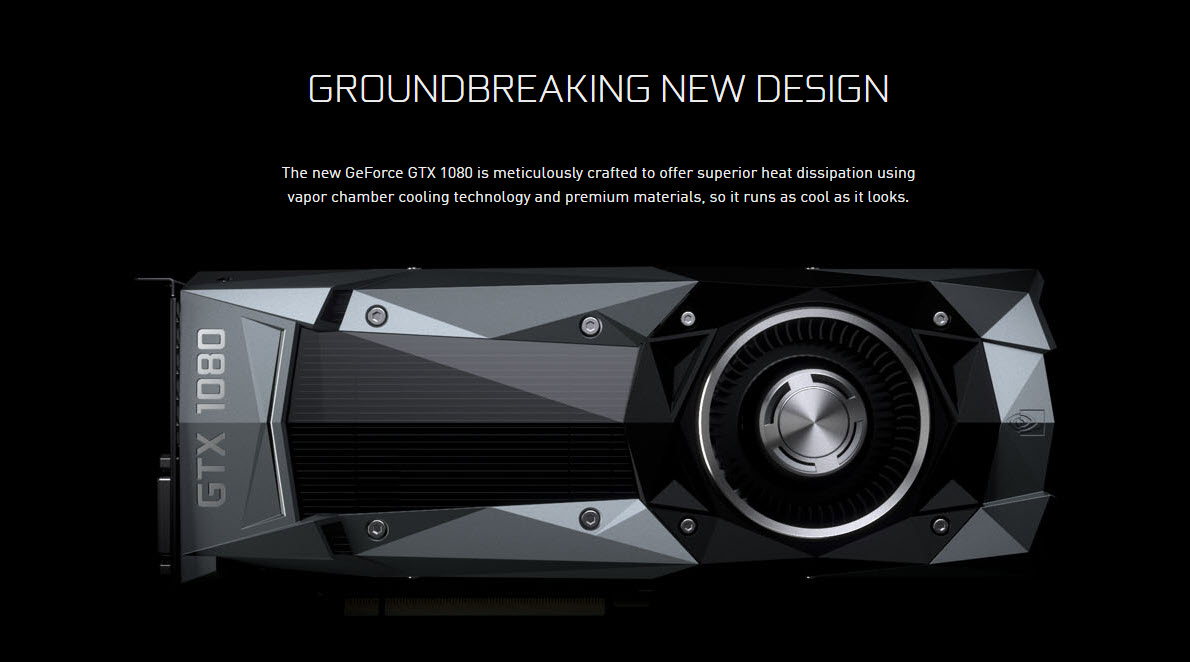 GROUNDBREAKING NEW DESIGN
The new GeForce GTX 1080 is meticulously crafted to offer superior heat dissipation using
vapor chamber cooling technology and premium materials, so it runs as cool as it looks.
GTX 1080